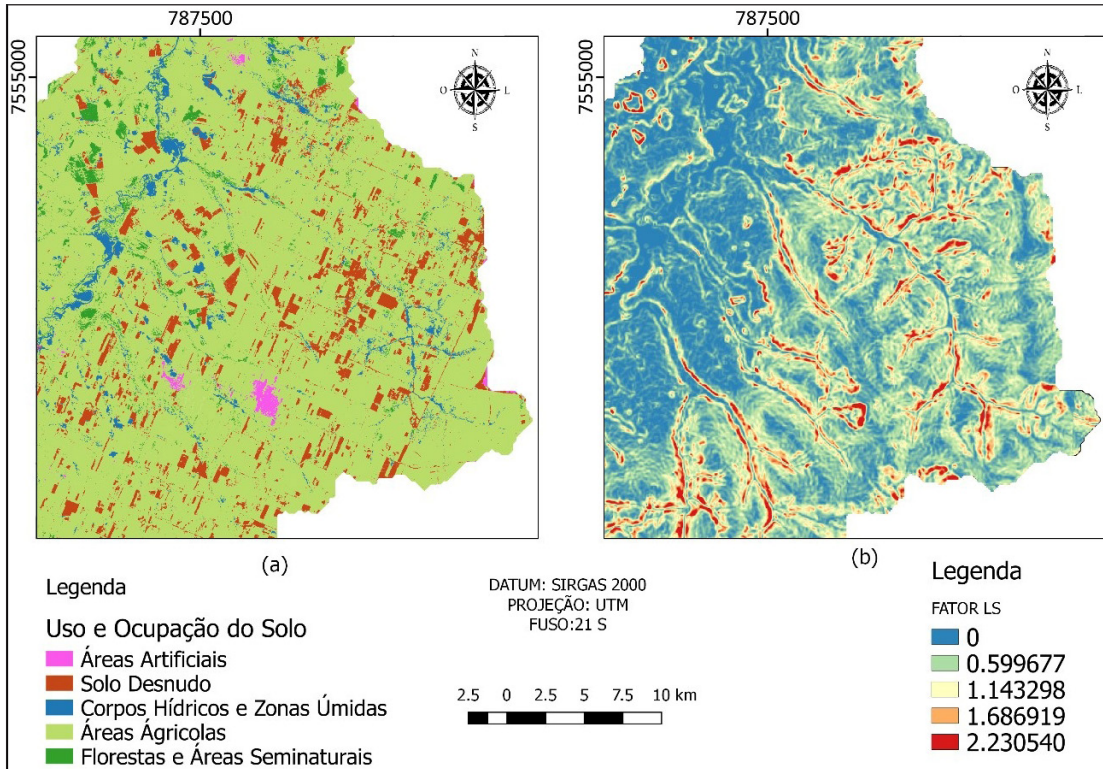 787500
787500
7555000
7555000
N
O L
S
N
O L
S
(a)
(b)
Legenda
Uso e Ocupação do Solo
Áreas Artificiais
Solo Desnudo
Corpos Hídricos e Zonas Úmidas
Áreas Ágricolas
Florestas e Áreas Seminaturais
DATUM: SIRGAS 2000
PROJEÇÃO: UTM
FUSO:21 S
2.5 0 2.5 5 7.5 10 km
Legenda
FATOR LS
0
0.599677
1.143298
1.686919
2.230540